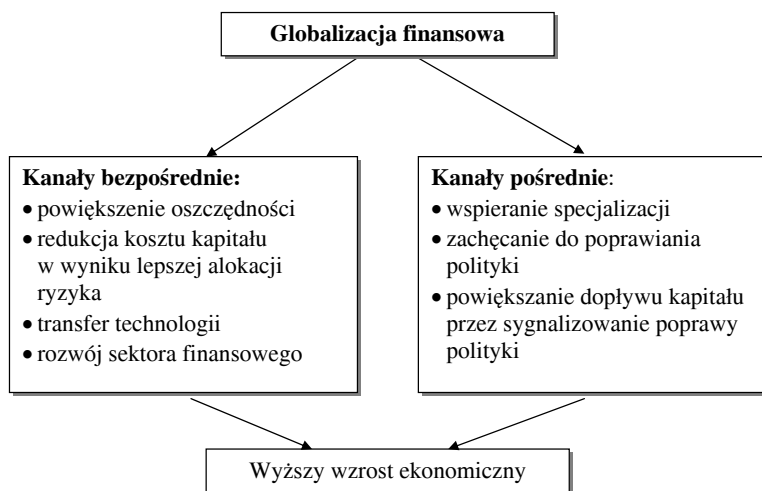 Globalizacja finansowa
Kanały bezpośrednie:
• powiększenie oszczędności
• redukcja kosztu kapitału
w wyniku lepszej alokacji
ryzyka
• transfer technologii
• rozwój sektora finansowego
Kanały pośrednie:
• wspieranie specjalizacji
• zachęcanie do poprawiania
polityki
• powiększanie dopływu kapitału
przez sygnalizowanie poprawy
polityki
Wyższy wzrost ekonomiczny